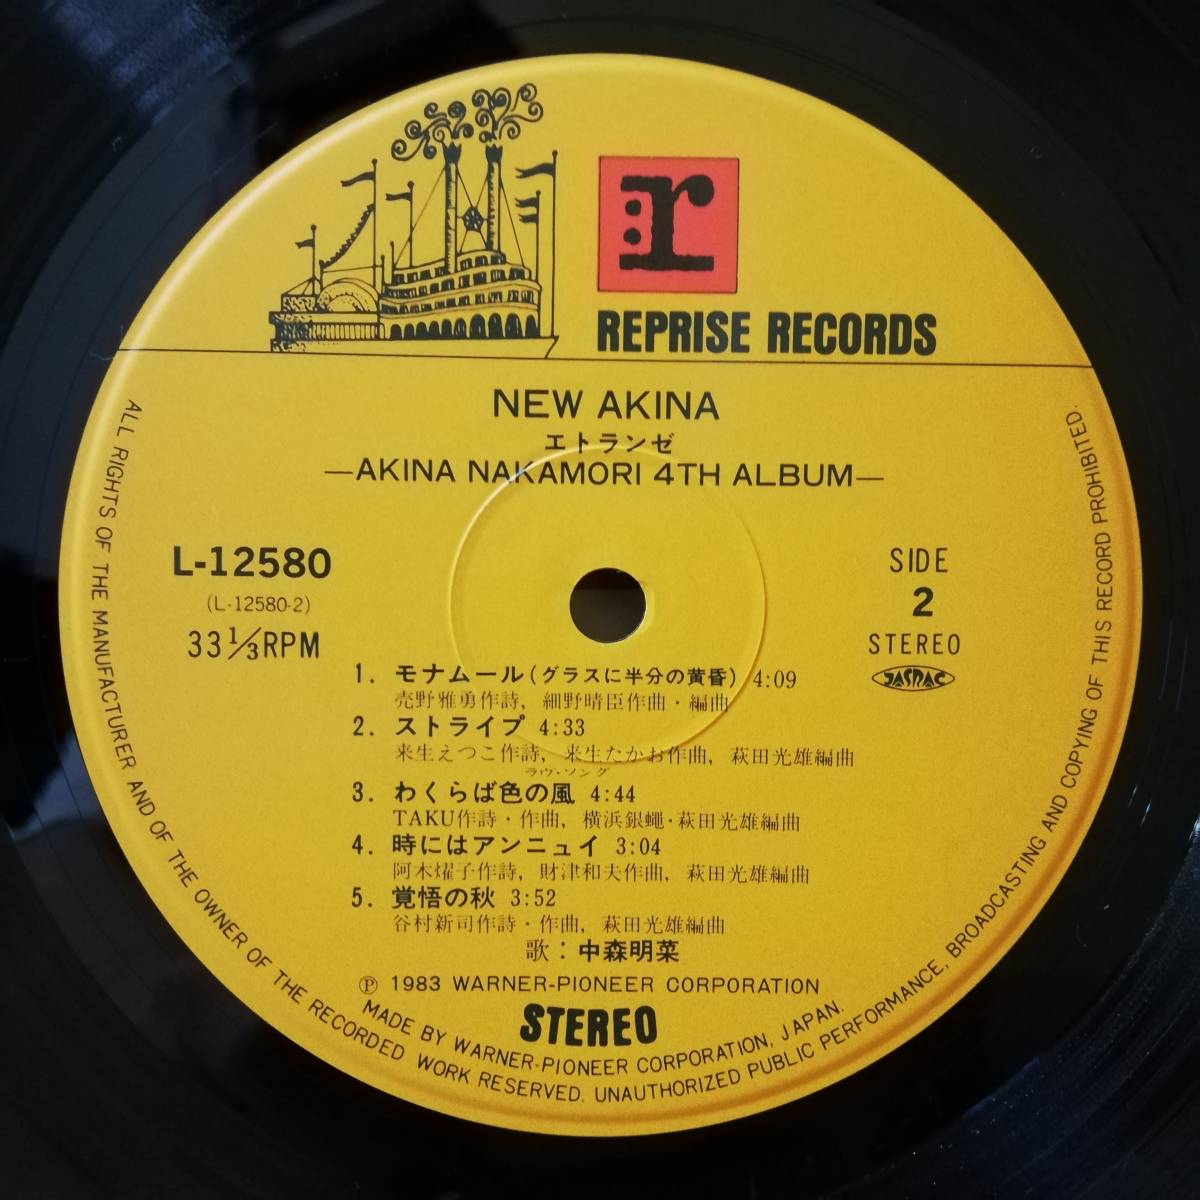 r
REPRISE RECORDS
NEW AKINA
エトランゼ
—AKINA NAKAMORI 4TH ALBUM—
L-12580
(L-12580-2)
33 1/3 RPM
SIDE
2
STEREO
JASRAC
1. モナムール(グラスに半分の黄昏) 4:09
売野雅勇作詩, 細野晴臣作曲・編曲
2. ストライプ 4:33
来生えつこ作詩, 来生たかお作曲, 萩田光雄編曲
ラヴ・ソング
3. わくらば色の風 4:44
TAKU作詩・作曲, 横浜銀蠅・萩田光雄編曲
4. 時にはアンニュイ 3:04
阿木燿子作詩, 財津和夫作曲, 萩田光雄編曲
5. 覚悟の秋 3:52
谷村新司作詩・作曲, 萩田光雄編曲
歌: 中森明菜
Ⓟ 1983 WARNER-PIONEER CORPORATION
STEREO
MADE BY WARNER-PIONEER CORPORATION, JAPAN.
ALL RIGHTS OF THE MANUFACTURER AND OF THE OWNER OF THE RECORDED WORK RESERVED. UNAUTHORIZED PUBLIC PERFORMANCE, BROADCASTING AND COPYING OF THIS RECORD PROHIBITED.